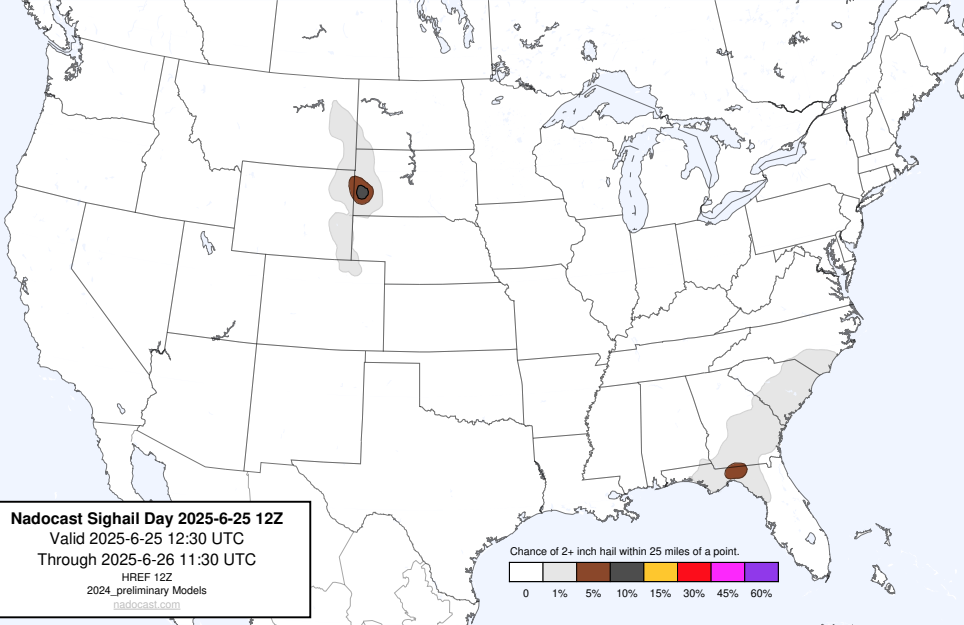 Nadocast Sighail Day 2025-6-25 12Z
Valid 2025-6-25 12:30 UTC
Through 2025-6-26 11:30 UTC
HREF 12Z
2024_preliminary Models
nadocast.com
Chance of 2+ inch hail within 25 miles of a point.
0 1% 5% 10% 15% 30% 45% 60%